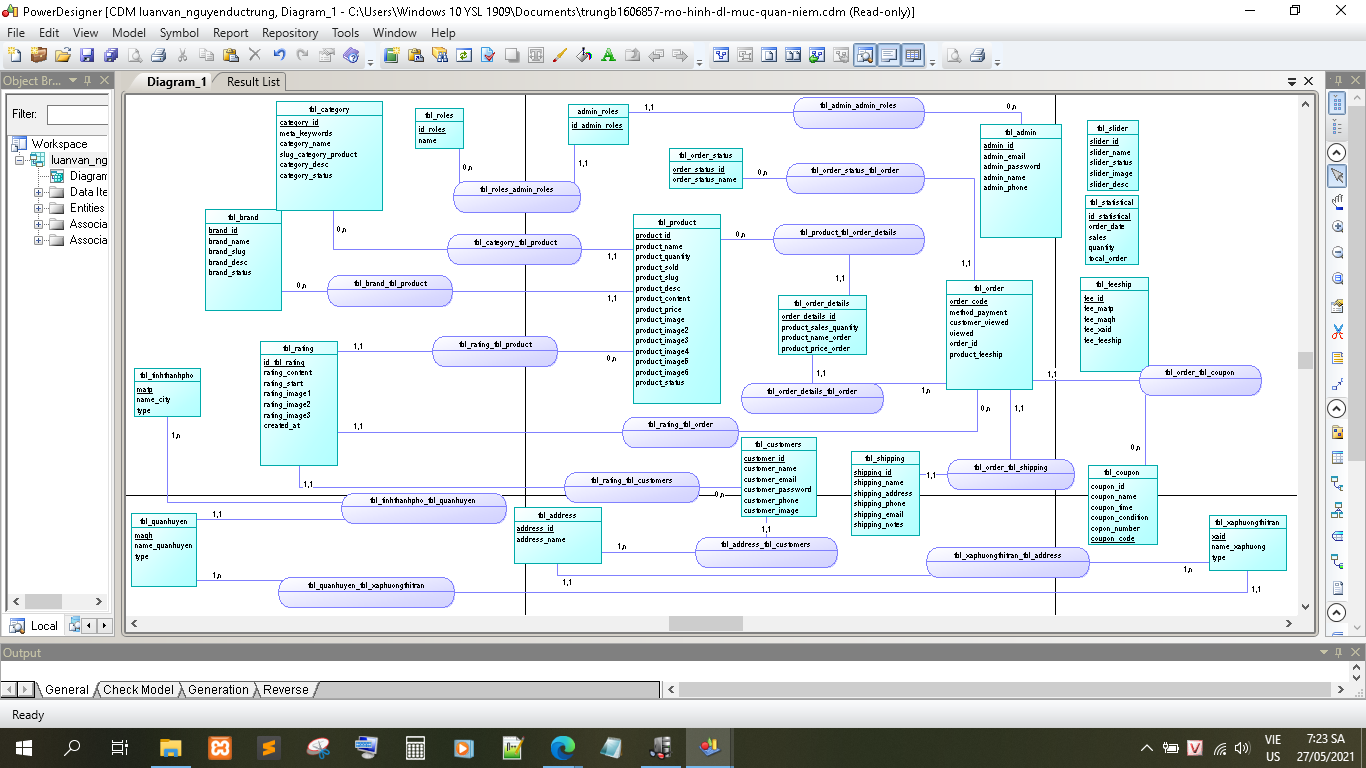 PowerDesigner [CDM luanvan_nguyenductrung, Diagram_1 - C:\Users\Windows 10 YSL 1909\Documents\trungb1606857-mo-hinh-dl-muc-quan-niem.cdm (Read-only)]
File Edit View Model Symbol Report Repository Tools Window Help
Object Br...
Filter:
Workspace
luanvan_ng
Diagram
Data Ite
Entities
Associa
Associa
Local
Diagram_1 Result List
tbl_category
category_id
meta_keywords
category_name
slug_category_product
category_desc
category_status
tbl_roles
id_roles
name
admin_roles
id_admin_roles
1,1
tbl_admin_admin_roles
0,n
tbl_admin
admin_id
admin_email
admin_password
admin_name
admin_phone
tbl_slider
slider_id
slider_name
slider_status
slider_image
slider_desc
0,n
tbl_roles_admin_roles
1,1
tbl_order_status
order_status_id
order_status_name
0,n
tbl_order_status_tbl_order
1,1
tbl_statistical
id_statistical
order_date
sales
quantity
tocal_order
tbl_brand
brand_id
brand_name
brand_slug
brand_desc
brand_status
0,n
tbl_category_tbl_product
1,1
0,n
tbl_brand_tbl_product
1,1
tbl_product
product_id
product_name
product_quantity
product_sold
product_slug
product_desc
product_content
product_price
product_image
product_image2
product_image3
product_image4
product_image5
product_image6
product_status
0,n
tbl_product_tbl_order_details
1,1
tbl_order_details
order_details_id
product_sales_quantity
product_name_order
product_price_order
tbl_order
order_code
method_payment
customer_viewed
viewed
order_id
product_feeship
tbl_feeship
fee_id
fee_matp
fee_maqh
fee_xaid
fee_feeship
tbl_rating
id_tbl_rating
rating_content
rating_start
rating_image1
rating_image2
rating_image3
created_at
1,1
tbl_rating_tbl_product
0,n
tbl_tinhthanhpho
matp
name_city
type
1,1
tbl_order_details_tbl_order
1,n
1,1
tbl_order_tbl_coupon
0,n
1,1
tbl_rating_tbl_order
0,n
1,1
tbl_order_tbl_shipping
1,1
tbl_customers
customer_id
customer_name
customer_email
customer_password
customer_phone
customer_image
tbl_shipping
shipping_id
shipping_name
shipping_address
shipping_phone
shipping_email
shipping_notes
tbl_coupon
coupon_id
coupon_name
coupon_time
coupon_condition
copon_number
coupon_code
1,1
tbl_rating_tbl_customers
0,n
1,n
tbl_tinhthanhpho_tbl_quanhuyen
1,1
tbl_quanhuyen
maqh
name_quanhuyen
type
tbl_address
address_id
address_name
1,n
tbl_address_tbl_customers
1,1
tbl_xaphuongthitran
xaid
name_xaphuong
type
1,1
tbl_xaphuongthitran_tbl_address
1,n
1,n
tbl_quanhuyen_tbl_xaphuongthitran
1,1
Output
General Check Model Generation Reverse
Ready
VIE
US
7:23 SA
27/05/2021